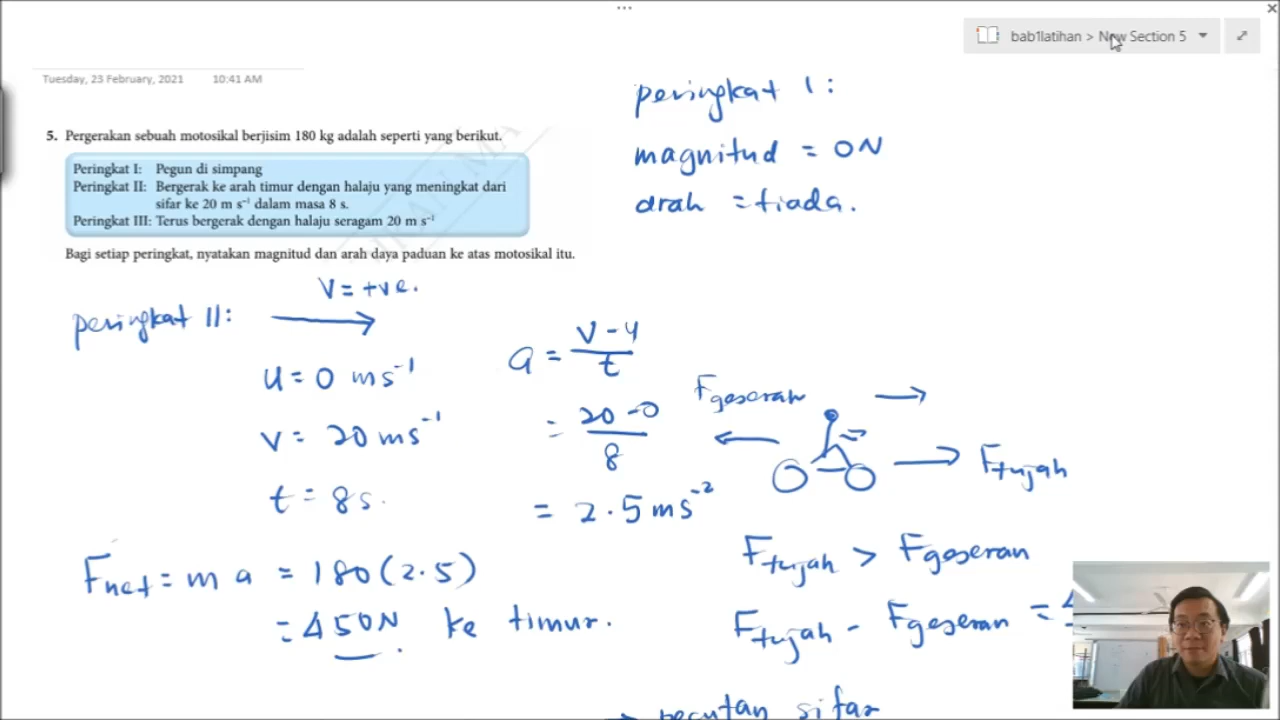 bab1latihan > New Section 5
Tuesday, 23 February, 2021 10:41 AM
5. Pergerakan sebuah motosikal berjisim 180 kg adalah seperti yang berikut.
Peringkat I: Pegun di simpang
Peringkat II: Bergerak ke arah timur dengan halaju yang meningkat dari
sifar ke 20 m s⁻¹ dalam masa 8 s.
Peringkat III: Terus bergerak dengan halaju seragam 20 m s⁻¹
Bagi setiap peringkat, nyatakan magnitud dan arah daya paduan ke atas motosikal itu.
peringkat I:
magnitud = 0N
arah = tiada.
peringkat II:
V = +ve.
u = 0 ms⁻¹
v = 20 ms⁻¹
t = 8s.
a = v-u/t
= 20-0/8
= 2.5 ms⁻²
Fgeseran
Ftujah
Fnet = m a = 180(2.5)
= 450N ke timur.
Ftujah > Fgeseran
Ftujah - Fgeseran =
pecutan sifar